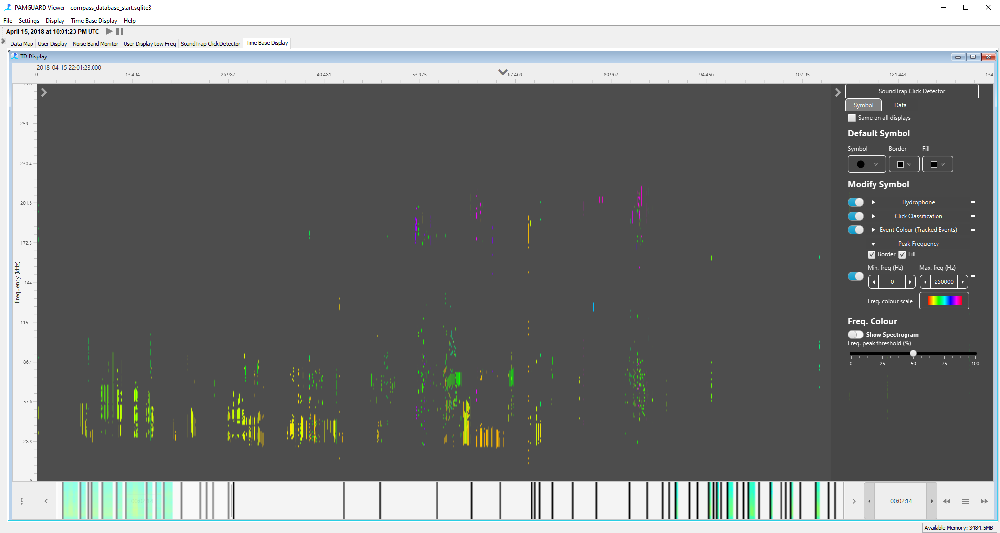 PAMGUARD Viewer - compass_database_start.sqlite3
File Settings Display Time Base Display Help
April 15, 2018 at 10:01:23 PM UTC
Data Map User Display Noise Band Monitor User Display Low Freq SoundTrap Click Detector Time Base Display
TD Display
2018-04-15 22:01:23.000
0 13.494 26.987 40.481 53.975 67.469 80.962 94.456 107.95 121.443 134.
288
259.2
230.4
201.6
172.8
144
115.2
86.4
57.6
28.8
0
Frequency (kHz)
SoundTrap Click Detector
Symbol Data
Same on all displays
Default Symbol
Symbol Border Fill
Modify Symbol
Hydrophone
Click Classification
Event Colour (Tracked Events)
Peak Frequency
Border Fill
Min. freq (Hz) Max. freq (Hz)
0 250000
Freq. colour scale
Freq. Colour
Show Spectrogram
Freq. peak threshold (%)
0 25 50 75 100
00:02:14
00:02:14
Available Memory: 3484.5MB